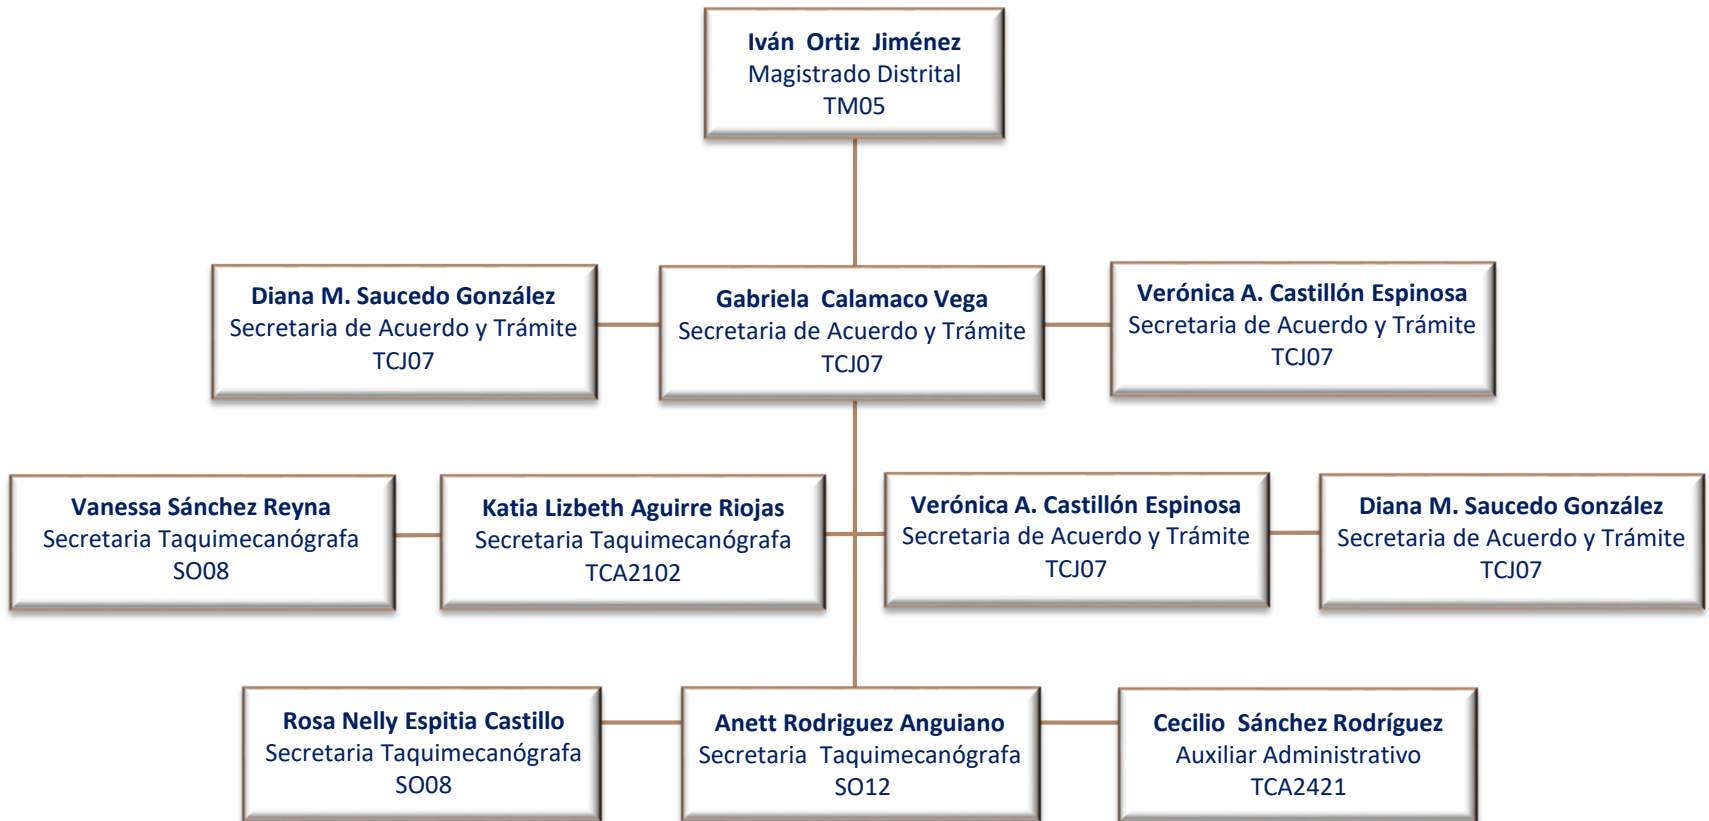 Iván Ortiz Jiménez
Magistrado Distrital
TM05
Diana M. Saucedo González
Secretaria de Acuerdo y Trámite
TCJ07
Gabriela Calamaco Vega
Secretaria de Acuerdo y Trámite
TCJ07
Verónica A. Castillón Espinosa
Secretaria de Acuerdo y Trámite
TCJ07
Vanessa Sánchez Reyna
Secretaria Taquimecanógrafa
SO08
Katia Lizbeth Aguirre Riojas
Secretaria Taquimecanógrafa
TCA2102
Verónica A. Castillón Espinosa
Secretaria de Acuerdo y Trámite
TCJ07
Diana M. Saucedo González
Secretaria de Acuerdo y Trámite
TCJ07
Rosa Nelly Espitia Castillo
Secretaria Taquimecanógrafa
SO08
Anett Rodriguez Anguiano
Secretaria Taquimecanógrafa
SO12
Cecilio Sánchez Rodríguez
Auxiliar Administrativo
TCA2421